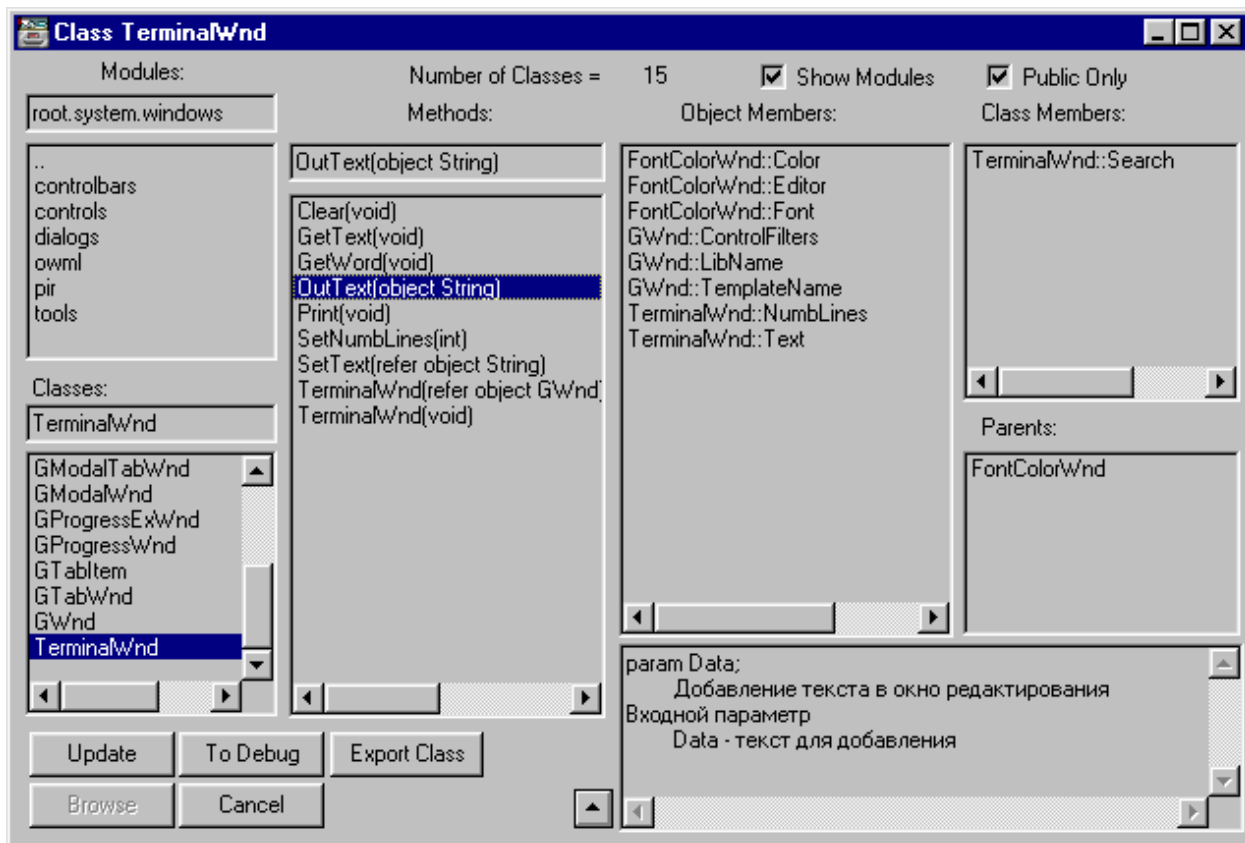 Class TerminalWnd
Modules:
Number of Classes = 15
Show Modules
Public Only
root.system.windows
Methods:
Object Members:
Class Members:
..
controlbars
controls
dialogs
owml
pir
tools
OutText(object String)
Clear(void)
GetText(void)
GetWord(void)
OutText(object String)
Print(void)
SetNumbLines(int)
SetText(refer object String)
TerminalWnd(refer object GWnd)
TerminalWnd(void)
FontColorWnd::Color
FontColorWnd::Editor
FontColorWnd::Font
GWnd::ControlFilters
GWnd::LibName
GWnd::TemplateName
TerminalWnd::NumbLines
TerminalWnd::Text
TerminalWnd::Search
Classes:
TerminalWnd
GModalTabWnd
GModalWnd
GProgressExWnd
GProgressWnd
GTabItem
GTabWnd
GWnd
TerminalWnd
Parents:
FontColorWnd
param Data;
Добавление текста в окно редактирования
Входной параметр
Data - текст для добавления
Update
To Debug
Export Class
Browse
Cancel